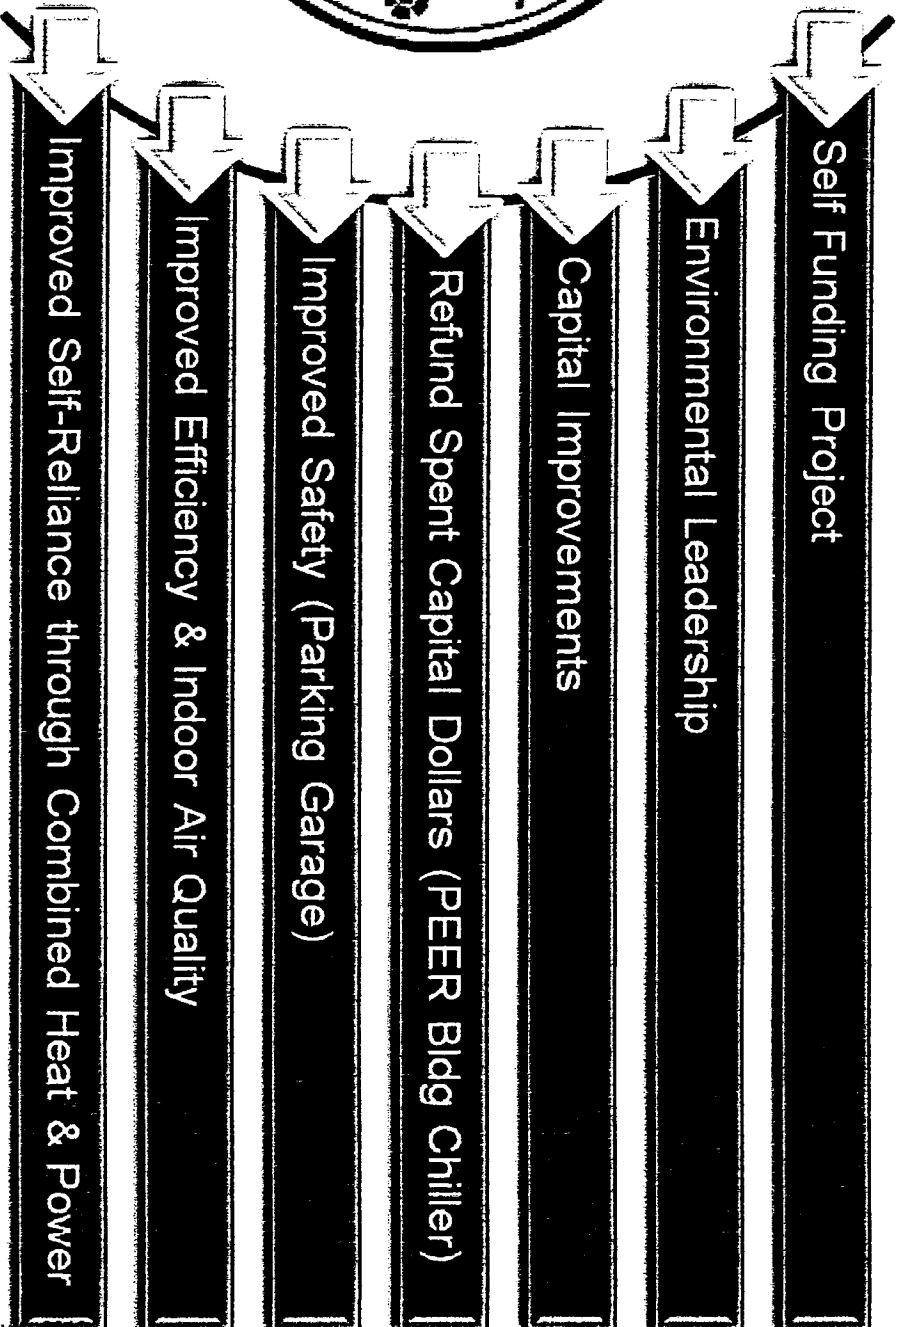 Self Funding Project
Environmental Leadership
Capital Improvements
Refund Spent Capital Dollars (PEER Bldg Chiller)
Improved Safety (Parking Garage)
Improved Efficiency & Indoor Air Quality
Improved Self-Reliance through Combined Heat & Power